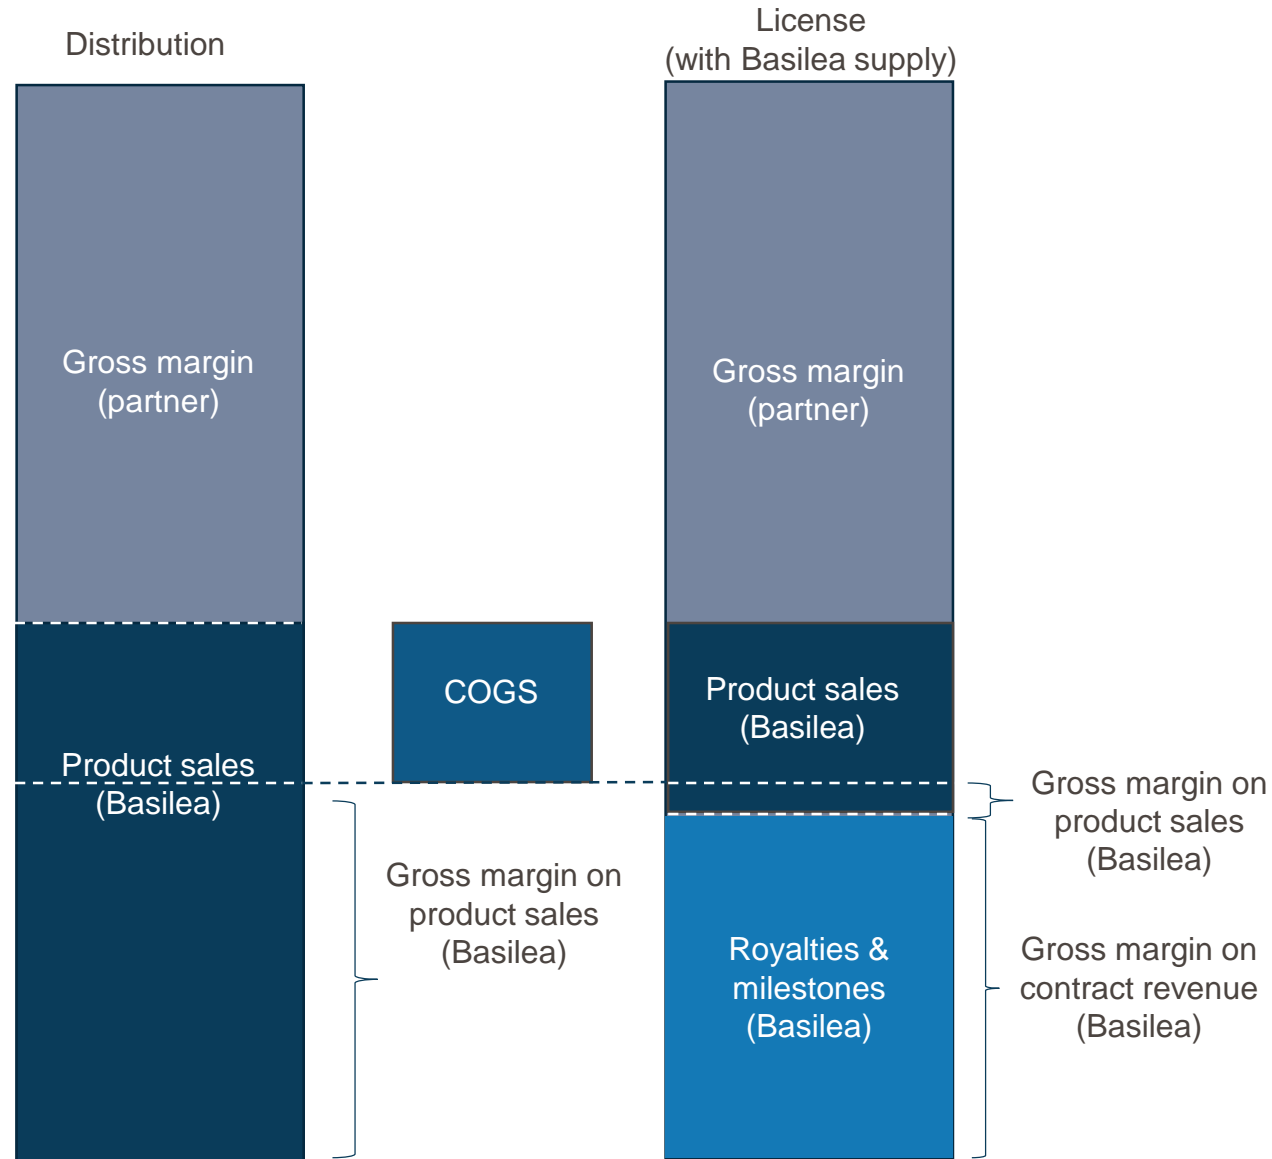 Distribution
Gross margin
(partner)
Product sales
(Basilea)
COGS
Gross margin on
product sales
(Basilea)
License
(with Basilea supply)
Gross margin
(partner)
Product sales
(Basilea)
Royalties &
milestones
(Basilea)
Gross margin on
product sales
(Basilea)
Gross margin on
contract revenue
(Basilea)